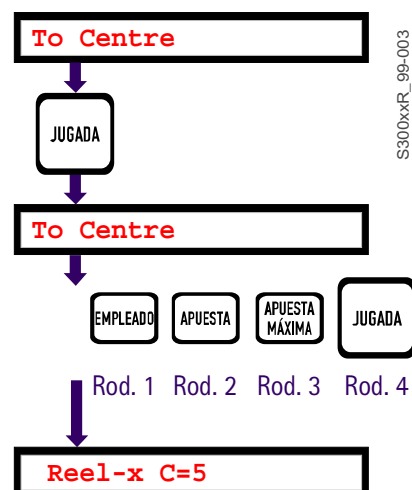 To Centre
S300xxR_99-003
JUGADA
To Centre
EMPLEADO APUESTA APUESTA MÁXIMA JUGADA
Rod. 1 Rod. 2 Rod. 3 Rod. 4
Reel-x C=5